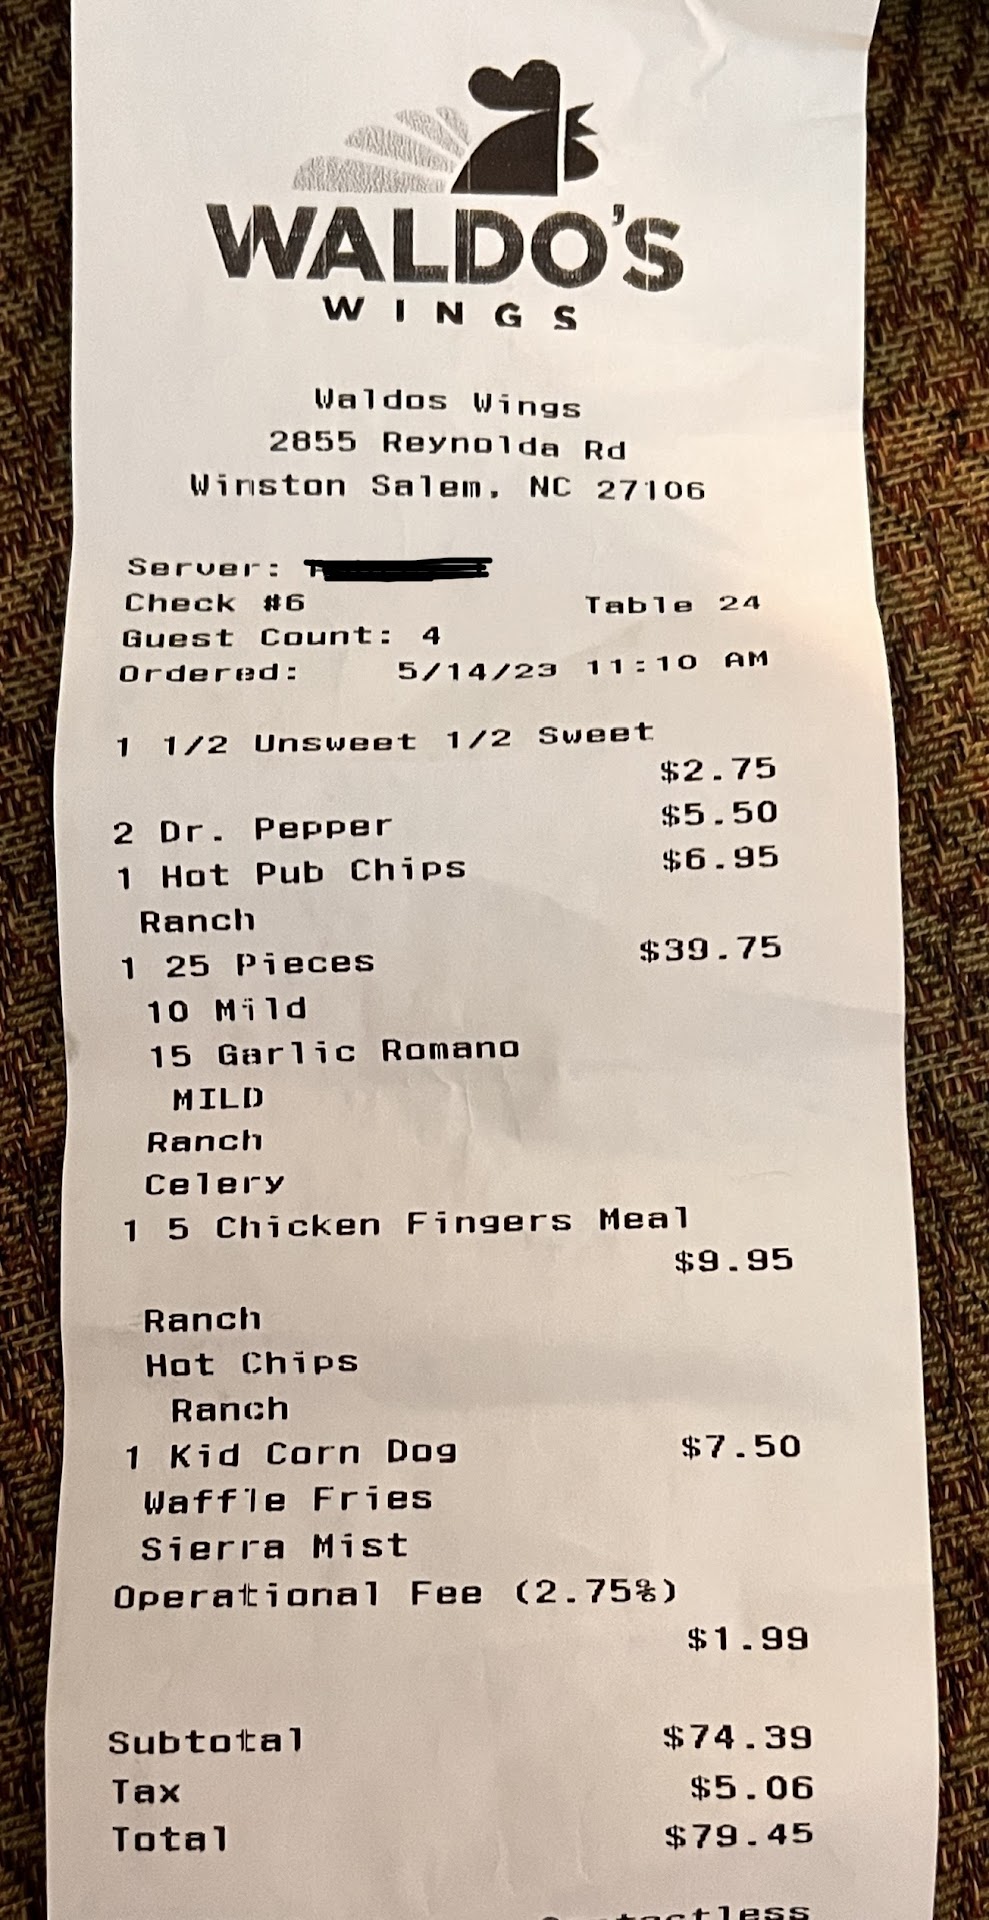 WALDO'S
WINGS
Waldos Wings
2855 Reynolda Rd
Winston Salem, NC 27106
Server:
Check #6 Table 24
Guest Count: 4
Ordered: 5/14/23 11:10 AM
1 1/2 Unsweet 1/2 Sweet
$2.75
2 Dr. Pepper $5.50
1 Hot Pub Chips $6.95
Ranch
1 25 Pieces $39.75
10 Mild
15 Garlic Romano
MILD
Ranch
Celery
1 5 Chicken Fingers Meal
$9.95
Ranch
Hot Chips
Ranch
1 Kid Corn Dog $7.50
Waffle Fries
Sierra Mist
Operational Fee (2.75%)
$1.99
Subtotal $74.39
Tax $5.06
Total $79.45